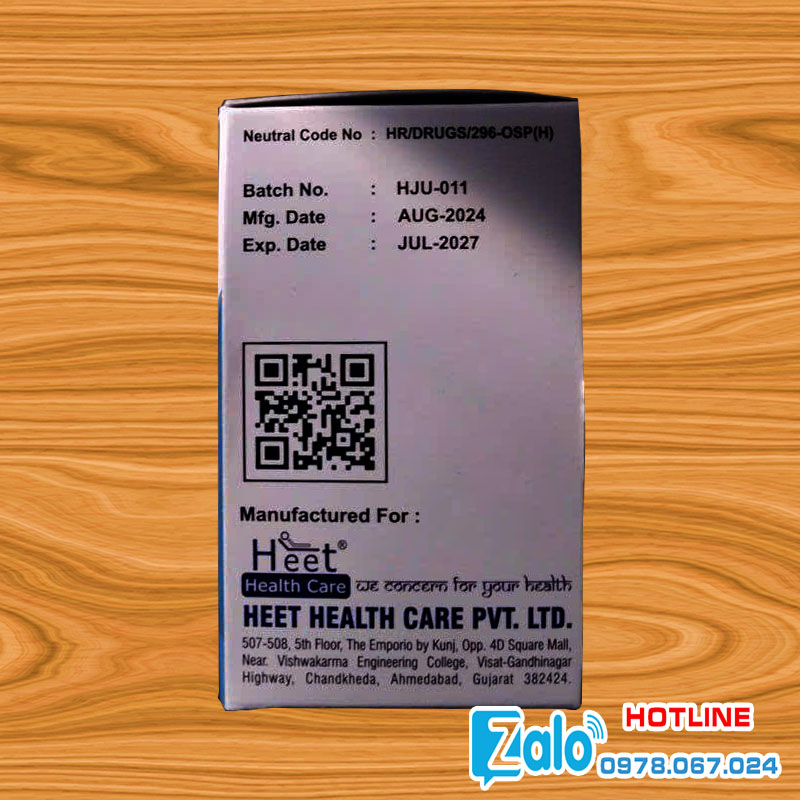 Neutral Code No : HR/DRUGS/296-OSP(H)
Batch No. : HJU-011
Mfg. Date : AUG-2024
Exp. Date : JUL-2027
Manufactured For :
Heet®
Health Care we concern for your health
HEET HEALTH CARE PVT. LTD.
507-508, 5th Floor, The Emporio by Kunj, Opp. 4D Square Mall,
Near. Vishwakarma Engineering College, Visat-Gandhinagar
Highway, Chandkheda, Ahmedabad, Gujarat 382424.
Zalo HOTLINE
0978.067.024